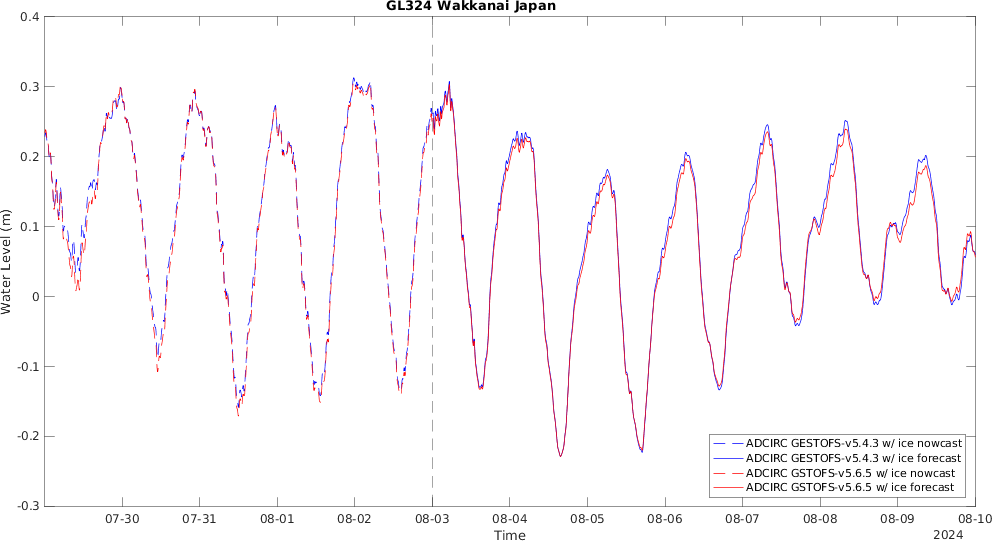 GL324 Wakkanai Japan
0.4
0.3
0.2
0.1
0
-0.1
-0.2
-0.3
Water Level (m)
ADCIRC GESTOFS-v5.4.3 w/ ice nowcast
ADCIRC GESTOFS-v5.4.3 w/ ice forecast
ADCIRC GSTOFS-v5.6.5 w/ ice nowcast
ADCIRC GSTOFS-v5.6.5 w/ ice forecast
07-30 07-31 08-01 08-02 08-03 08-04 08-05 08-06 08-07 08-08 08-09 08-10
Time
2024